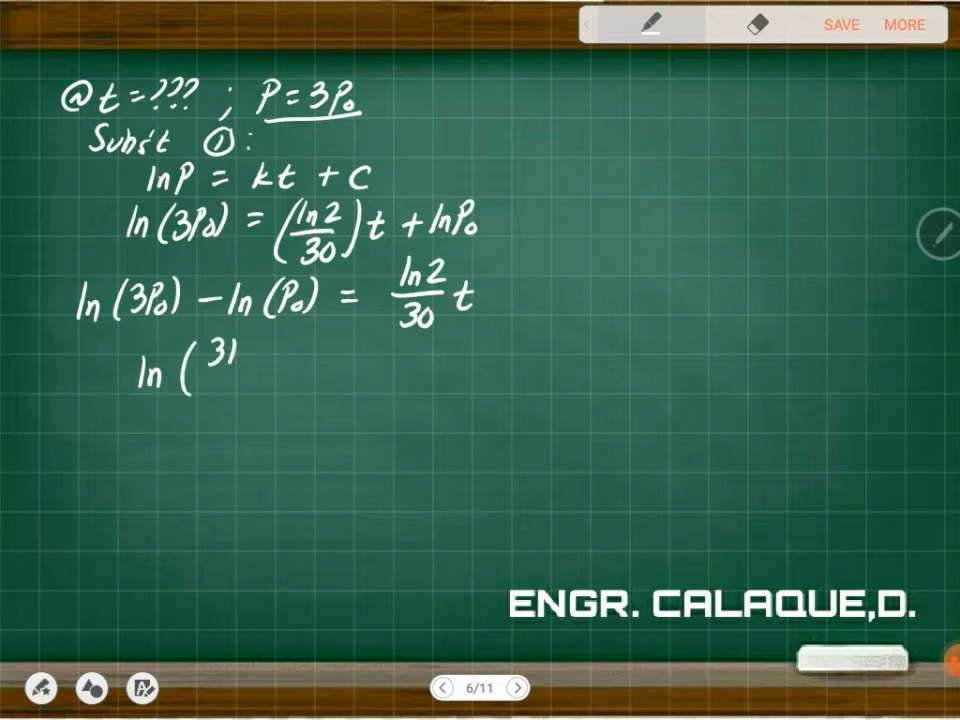 SAVE MORE
@ t = ??? ; P = 3P₀
Subs't ① :
ln P = kt + C
ln (3P₀) = (ln 2 / 30) t + ln P₀
ln (3P₀) − ln (P₀) = ln 2 / 30 t
ln ( 31
ENGR. CALAQUE,D.
6/11